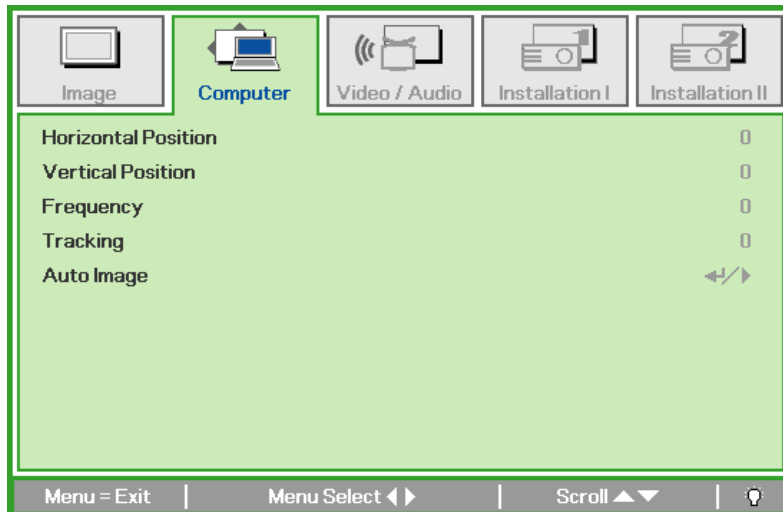 Image Computer Video / Audio Installation I Installation II
Horizontal Position 0
Vertical Position 0
Frequency 0
Tracking 0
Auto Image ↵/▶
Menu = Exit | Menu Select ◀▶ | Scroll ▲▼ |